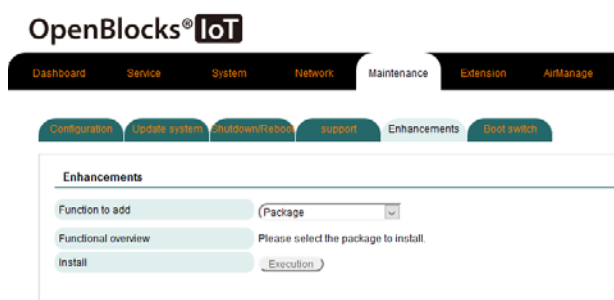 OpenBlocks® IoT
Dashboard Service System Network Maintenance Extension AirManage
Configuration Update system Shutdown/Reboot support Enhancements Boot switch
Enhancements
Function to add (Package
Functional overview Please select the package to install.
Install Execution